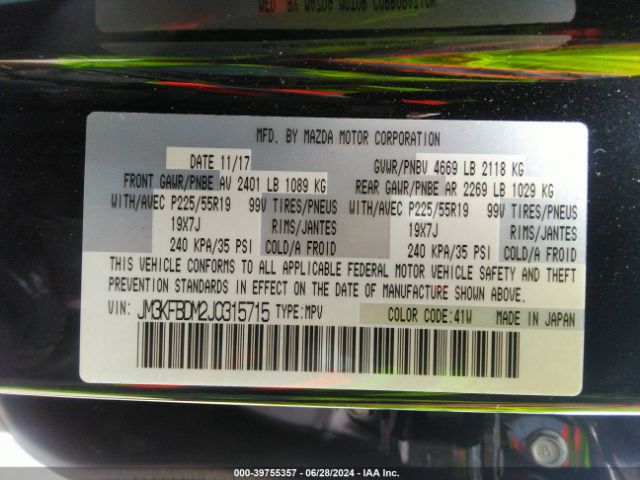 MFD. BY MAZDA MOTOR CORPORATION
DATE 11/17 GVWR/PNBV 4669 LB 2118 KG
FRONT GAWR/PNBE AV 2401 LB 1089 KG REAR GAWR/PNBE AR 2269 LB 1029 KG
WITH/AVEC P225/55R19 99V TIRES/PNEUS WITH/AVEC P225/55R19 99V TIRES/PNEUS
19X7J RIMS/JANTES 19X7J RIMS/JANTES
240 KPA/35 PSI COLD/A FROID 240 KPA/35 PSI COLD/A FROID
THIS VEHICLE CONFORMS TO ALL APPLICABLE FEDERAL MOTOR VEHICLE SAFETY AND THEFT
PREVENTION STANDARDS IN EFFECT ON THE DATE OF MANUFACTURE SHOWN ABOVE.
VIN: JM3KFBDM2J0315715 TYPE:MPV COLOR CODE:41W MADE IN JAPAN
000-39755357 - 06/28/2024 - IAA Inc.